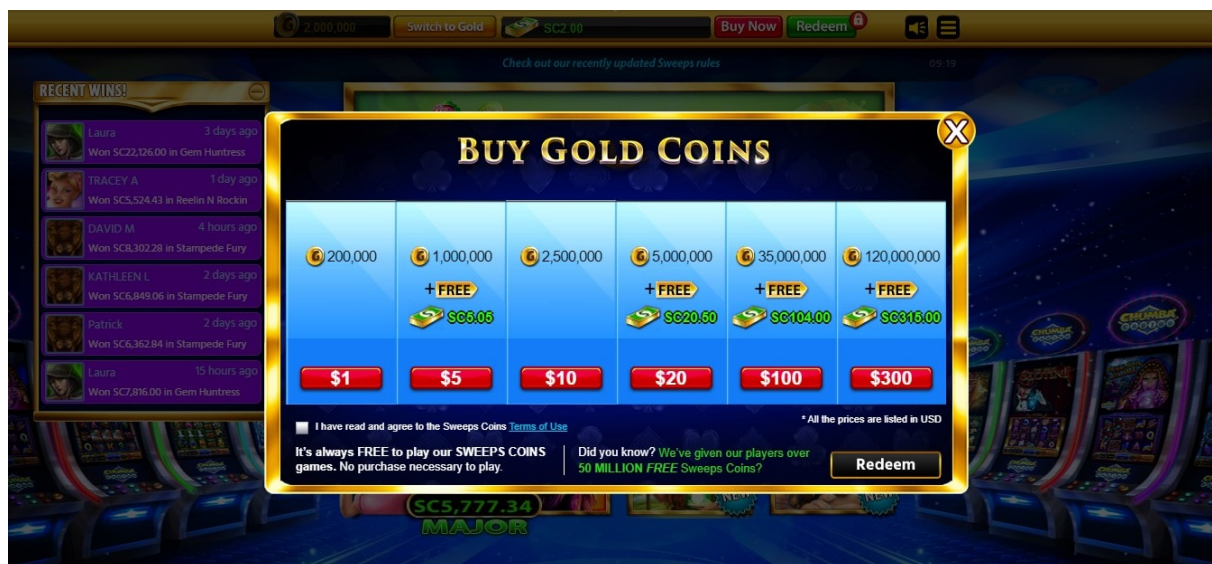 2,000,000
Switch to Gold
SC2.00
Buy Now
Redeem
Check out our recently updated Sweeps rules
09:19
RECENT WINS!
Laura 3 days ago
Won SC22,126.00 in Gem Huntress
TRACEY A 1 day ago
Won SC5,524.43 in Reelin N Rockin
DAVID M 4 hours ago
Won SC8,302.28 in Stampede Fury
KATHLEEN L 2 days ago
Won SC6,849.06 in Stampede Fury
Patrick 2 days ago
Won SC6,362.84 in Stampede Fury
Laura 15 hours ago
Won SC7,816.00 in Gem Huntress
BUY GOLD COINS
X
G 200,000
$1
G 1,000,000
+ FREE
SC5.05
$5
G 2,500,000
$10
G 5,000,000
+ FREE
SC20.50
$20
G 35,000,000
+ FREE
SC104.00
$100
G 120,000,000
+ FREE
SC315.00
$300
I have read and agree to the Sweeps Coins Terms of Use
* All the prices are listed in USD
It's always FREE to play our SWEEPS COINS
games. No purchase necessary to play.
Did you know? We've given our players over
50 MILLION FREE Sweeps Coins?
Redeem
SC5,777.34
MAJOR
NEW
NEW
CHUMBA
CHUMBA